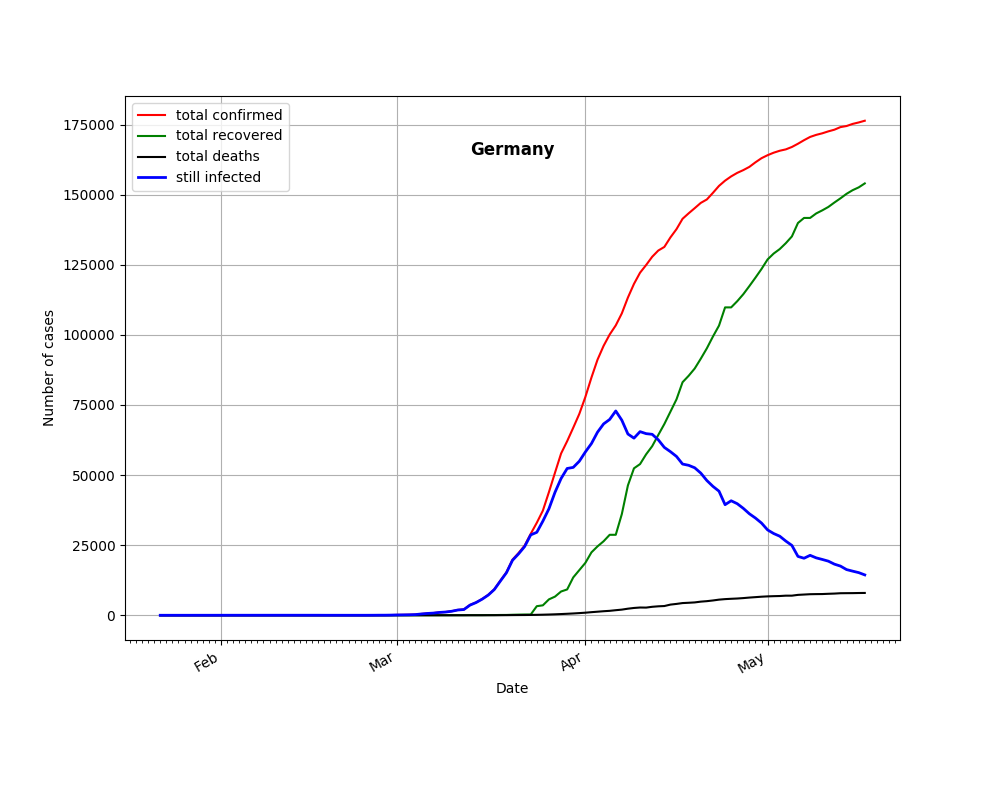 Germany
total confirmed
total recovered
total deaths
still infected
Number of cases
175000
150000
125000
100000
75000
50000
25000
0
Feb
Mar
Apr
May
Date